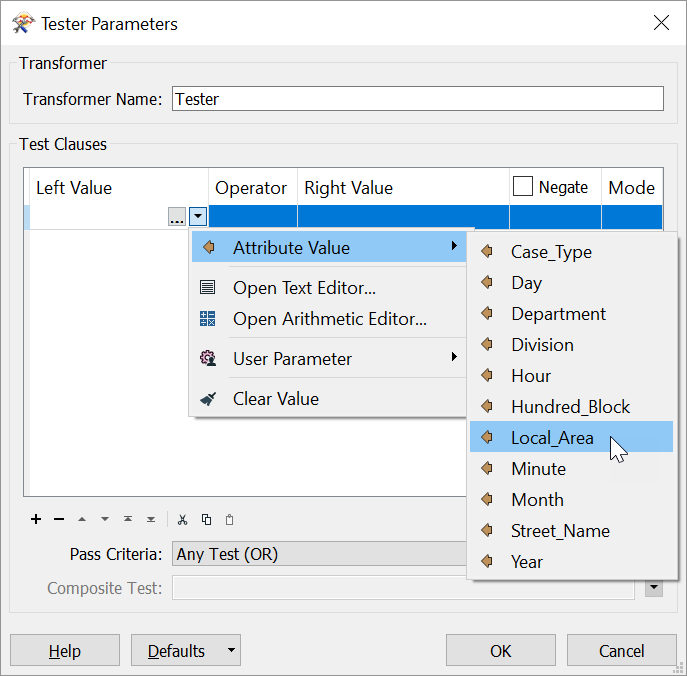 Tester Parameters
Transformer
Transformer Name: Tester
Test Clauses
Left Value Operator Right Value Negate Mode
...
Attribute Value
Open Text Editor...
Open Arithmetic Editor...
User Parameter
Clear Value
Case_Type
Day
Department
Division
Hour
Hundred_Block
Local_Area
Minute
Month
Street_Name
Year
Pass Criteria: Any Test (OR)
Composite Test:
Help Defaults OK Cancel